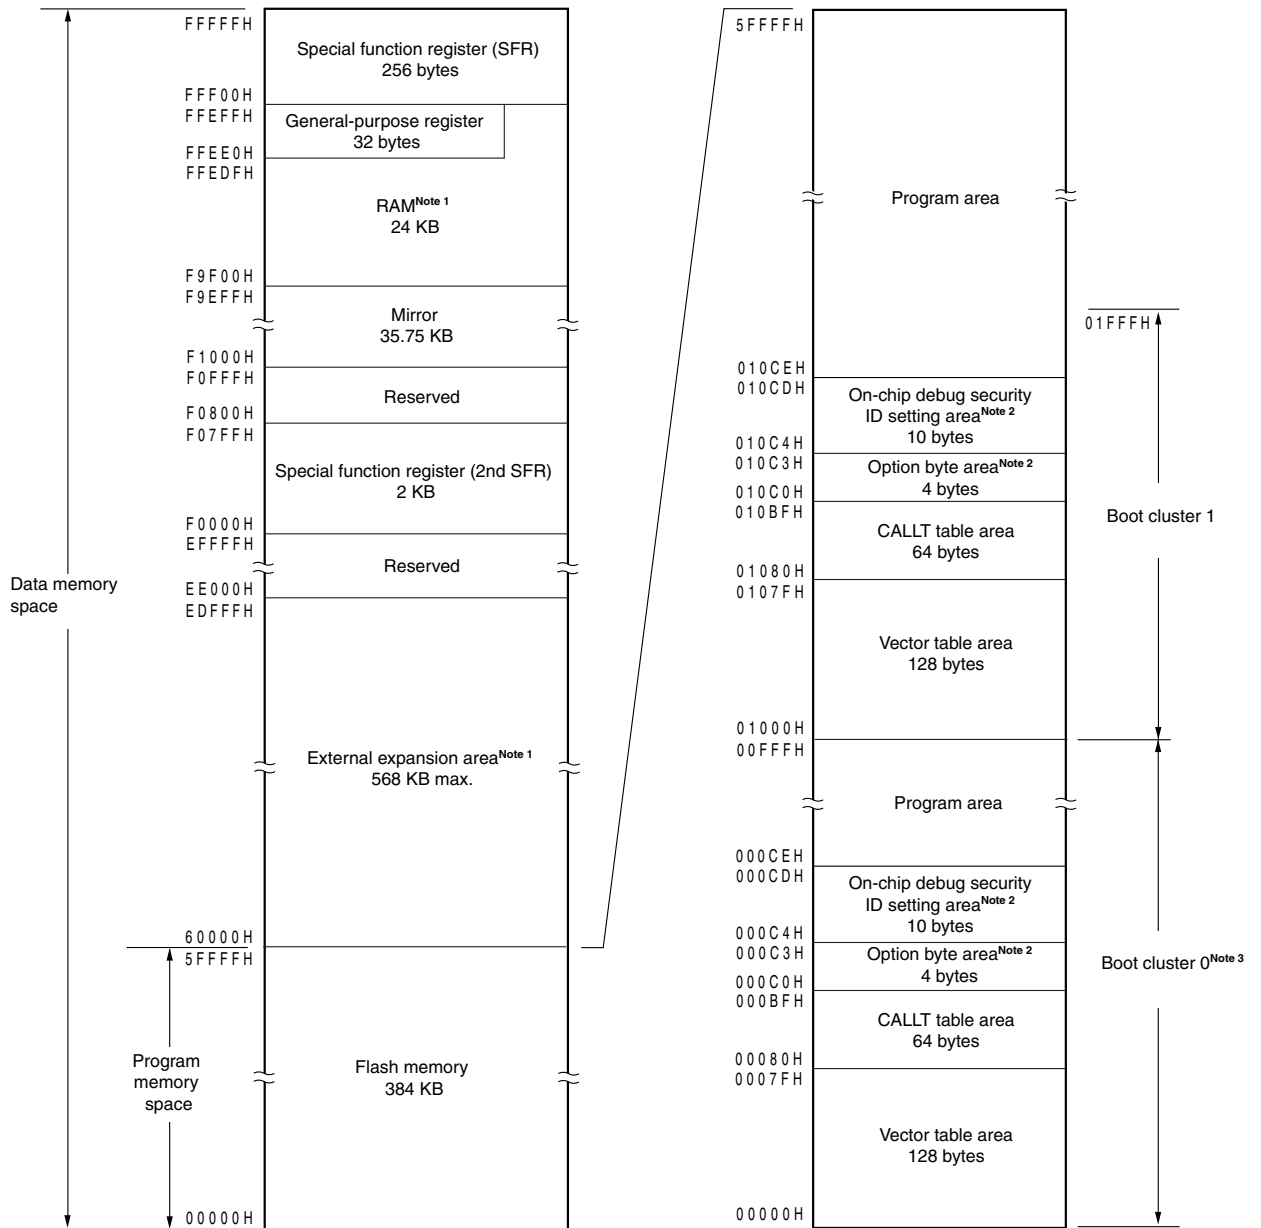 FFFFFH
Special function register (SFR)
256 bytes
FFF00H
FFEFFH
General-purpose register
32 bytes
FFEE0H
FFEDFH
RAMNote 1
24 KB
F9F00H
F9EFFH
Mirror
35.75 KB
F1000H
F0FFFH
Reserved
F0800H
F07FFH
Special function register (2nd SFR)
2 KB
F0000H
EFFFFH
Reserved
EE000H
EDFFFH
Data memory
space
External expansion areaNote 1
568 KB max.
60000H
5FFFFH
Program
memory
space
Flash memory
384 KB
00000H
5FFFFH
Program area
01FFFH
010CEH
010CDH
On-chip debug security
ID setting areaNote 2
10 bytes
010C4H
010C3H
Option byte areaNote 2
4 bytes
010C0H
010BFH
CALLT table area
64 bytes
Boot cluster 1
01080H
0107FH
Vector table area
128 bytes
01000H
00FFFH
Program area
000CEH
000CDH
On-chip debug security
ID setting areaNote 2
10 bytes
000C4H
000C3H
Option byte areaNote 2
4 bytes
Boot cluster 0Note 3
000C0H
000BFH
CALLT table area
64 bytes
00080H
0007FH
Vector table area
128 bytes
00000H